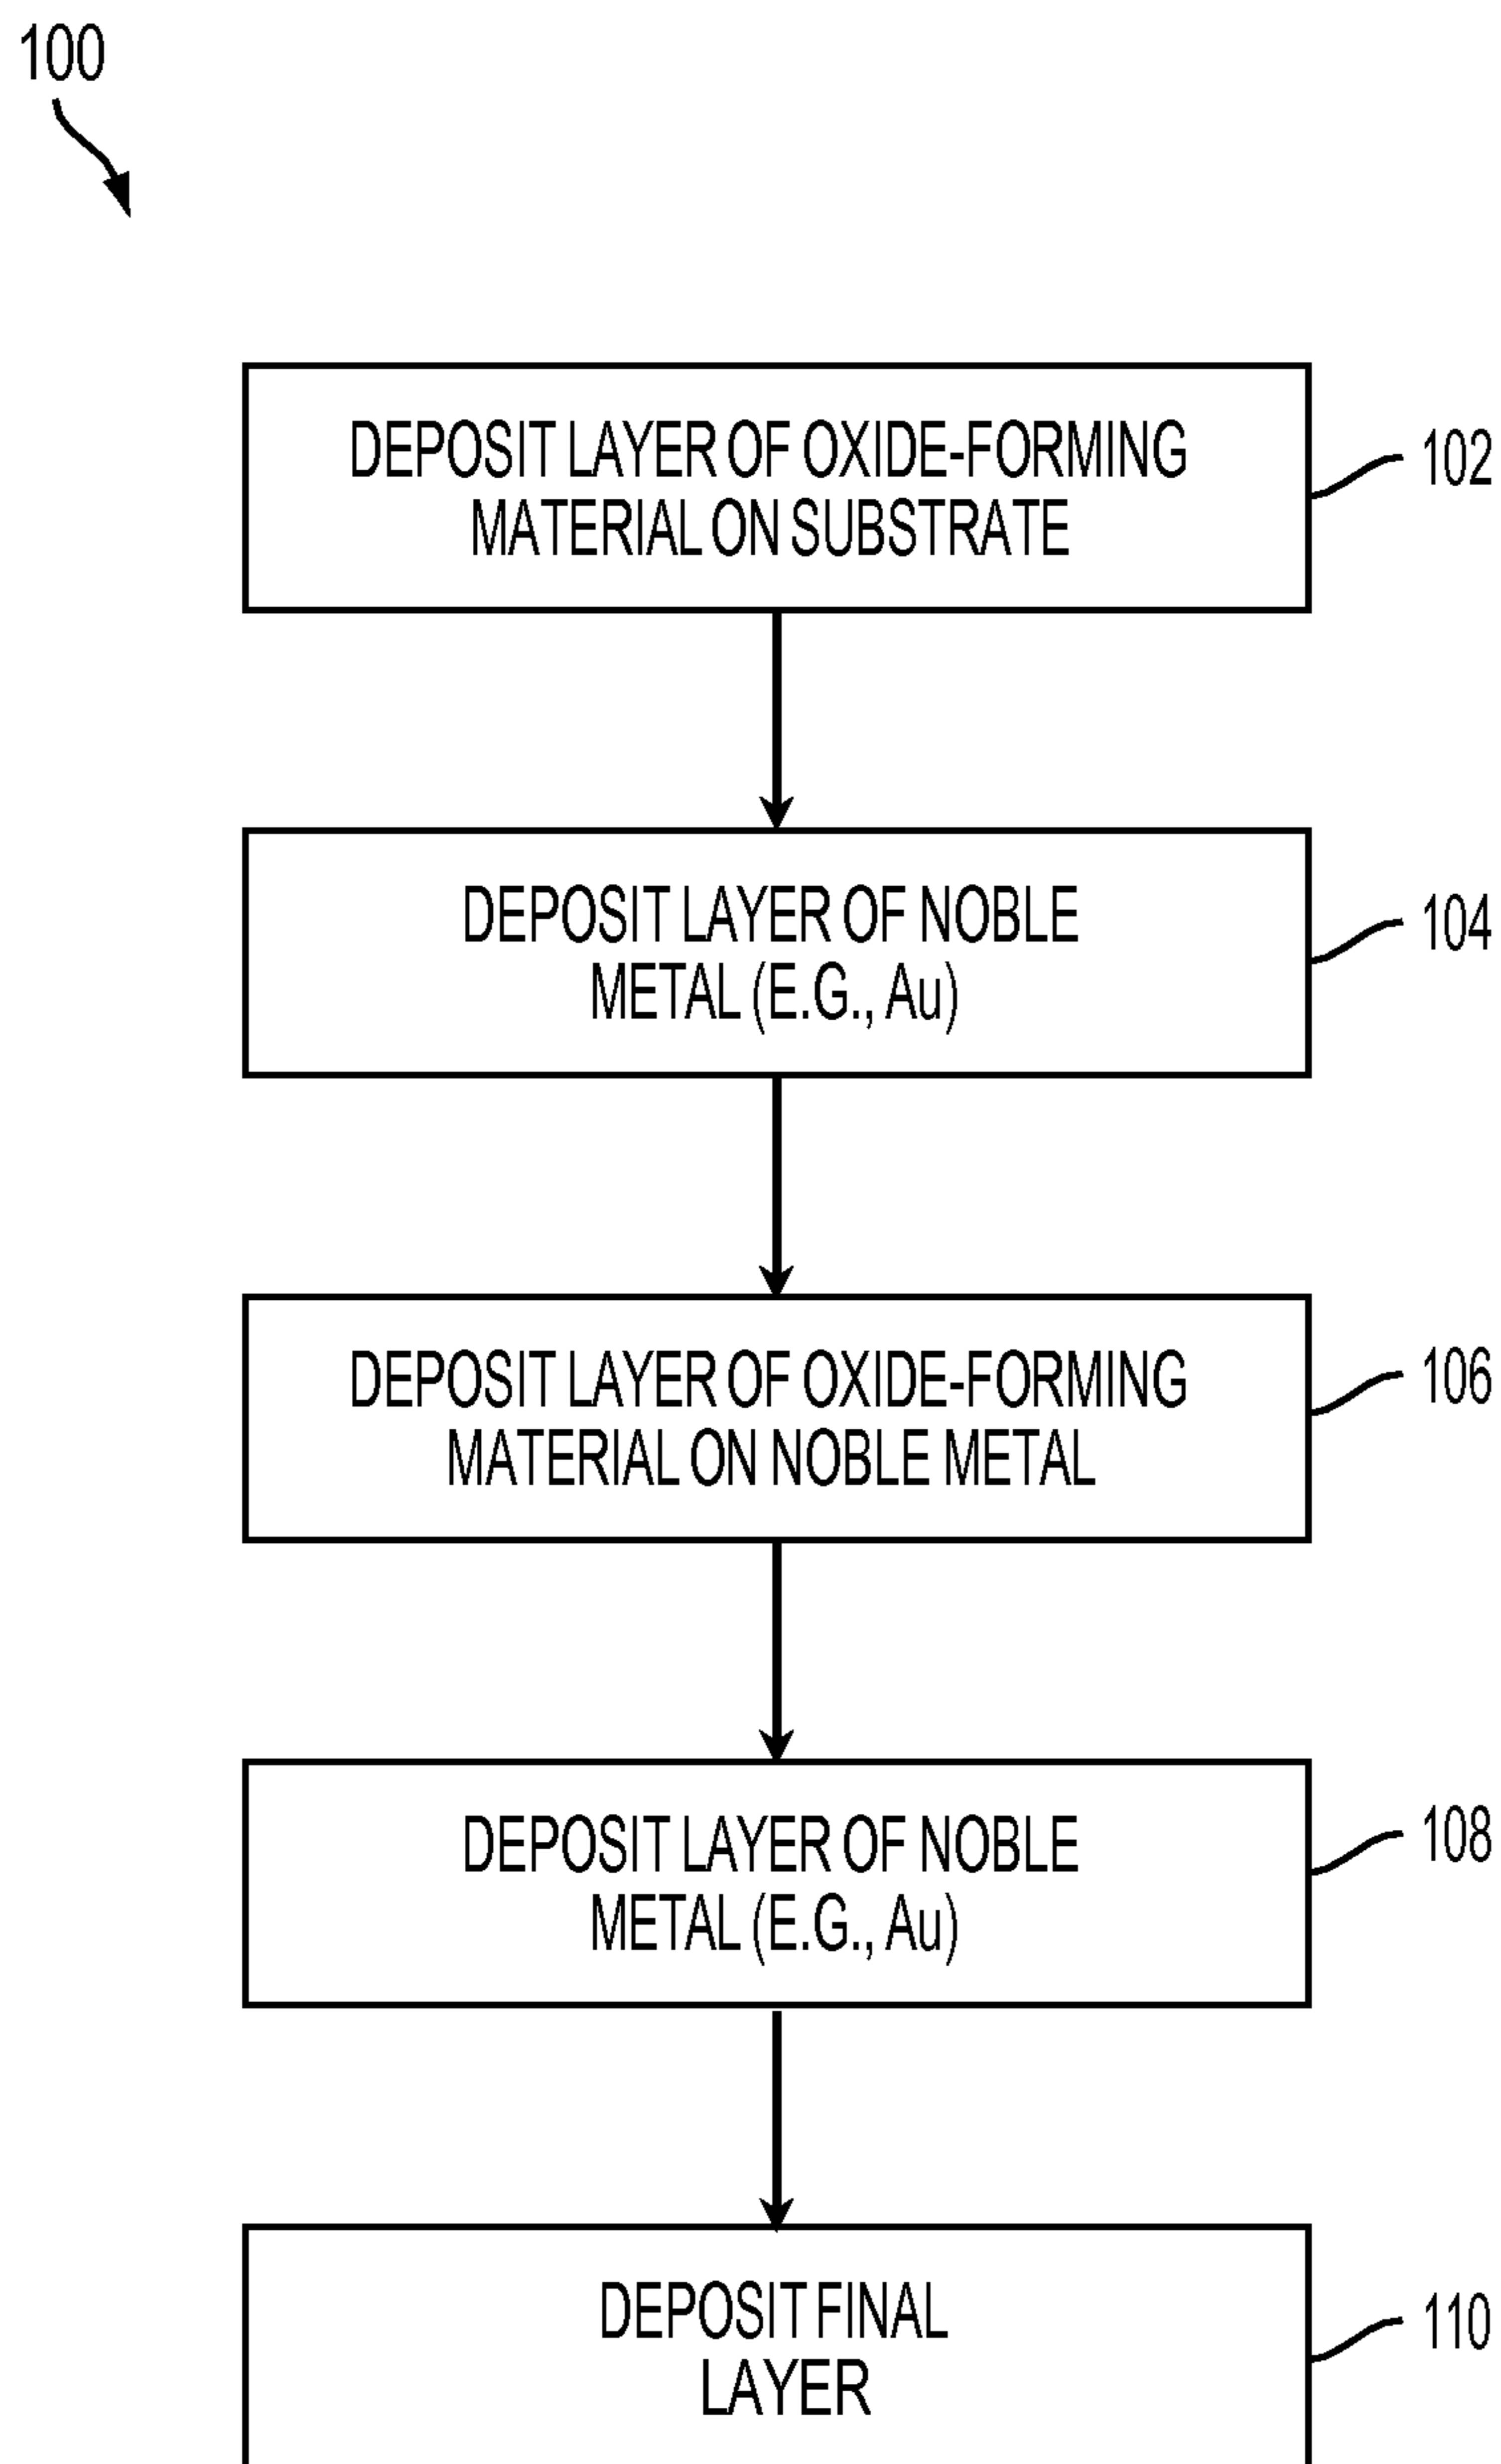 100
DEPOSIT LAYER OF OXIDE-FORMING
MATERIAL ON SUBSTRATE
102
DEPOSIT LAYER OF NOBLE
METAL (E.G., Au)
104
DEPOSIT LAYER OF OXIDE-FORMING
MATERIAL ON NOBLE METAL
106
DEPOSIT LAYER OF NOBLE
METAL (E.G., Au)
108
DEPOSIT FINAL
LAYER
110